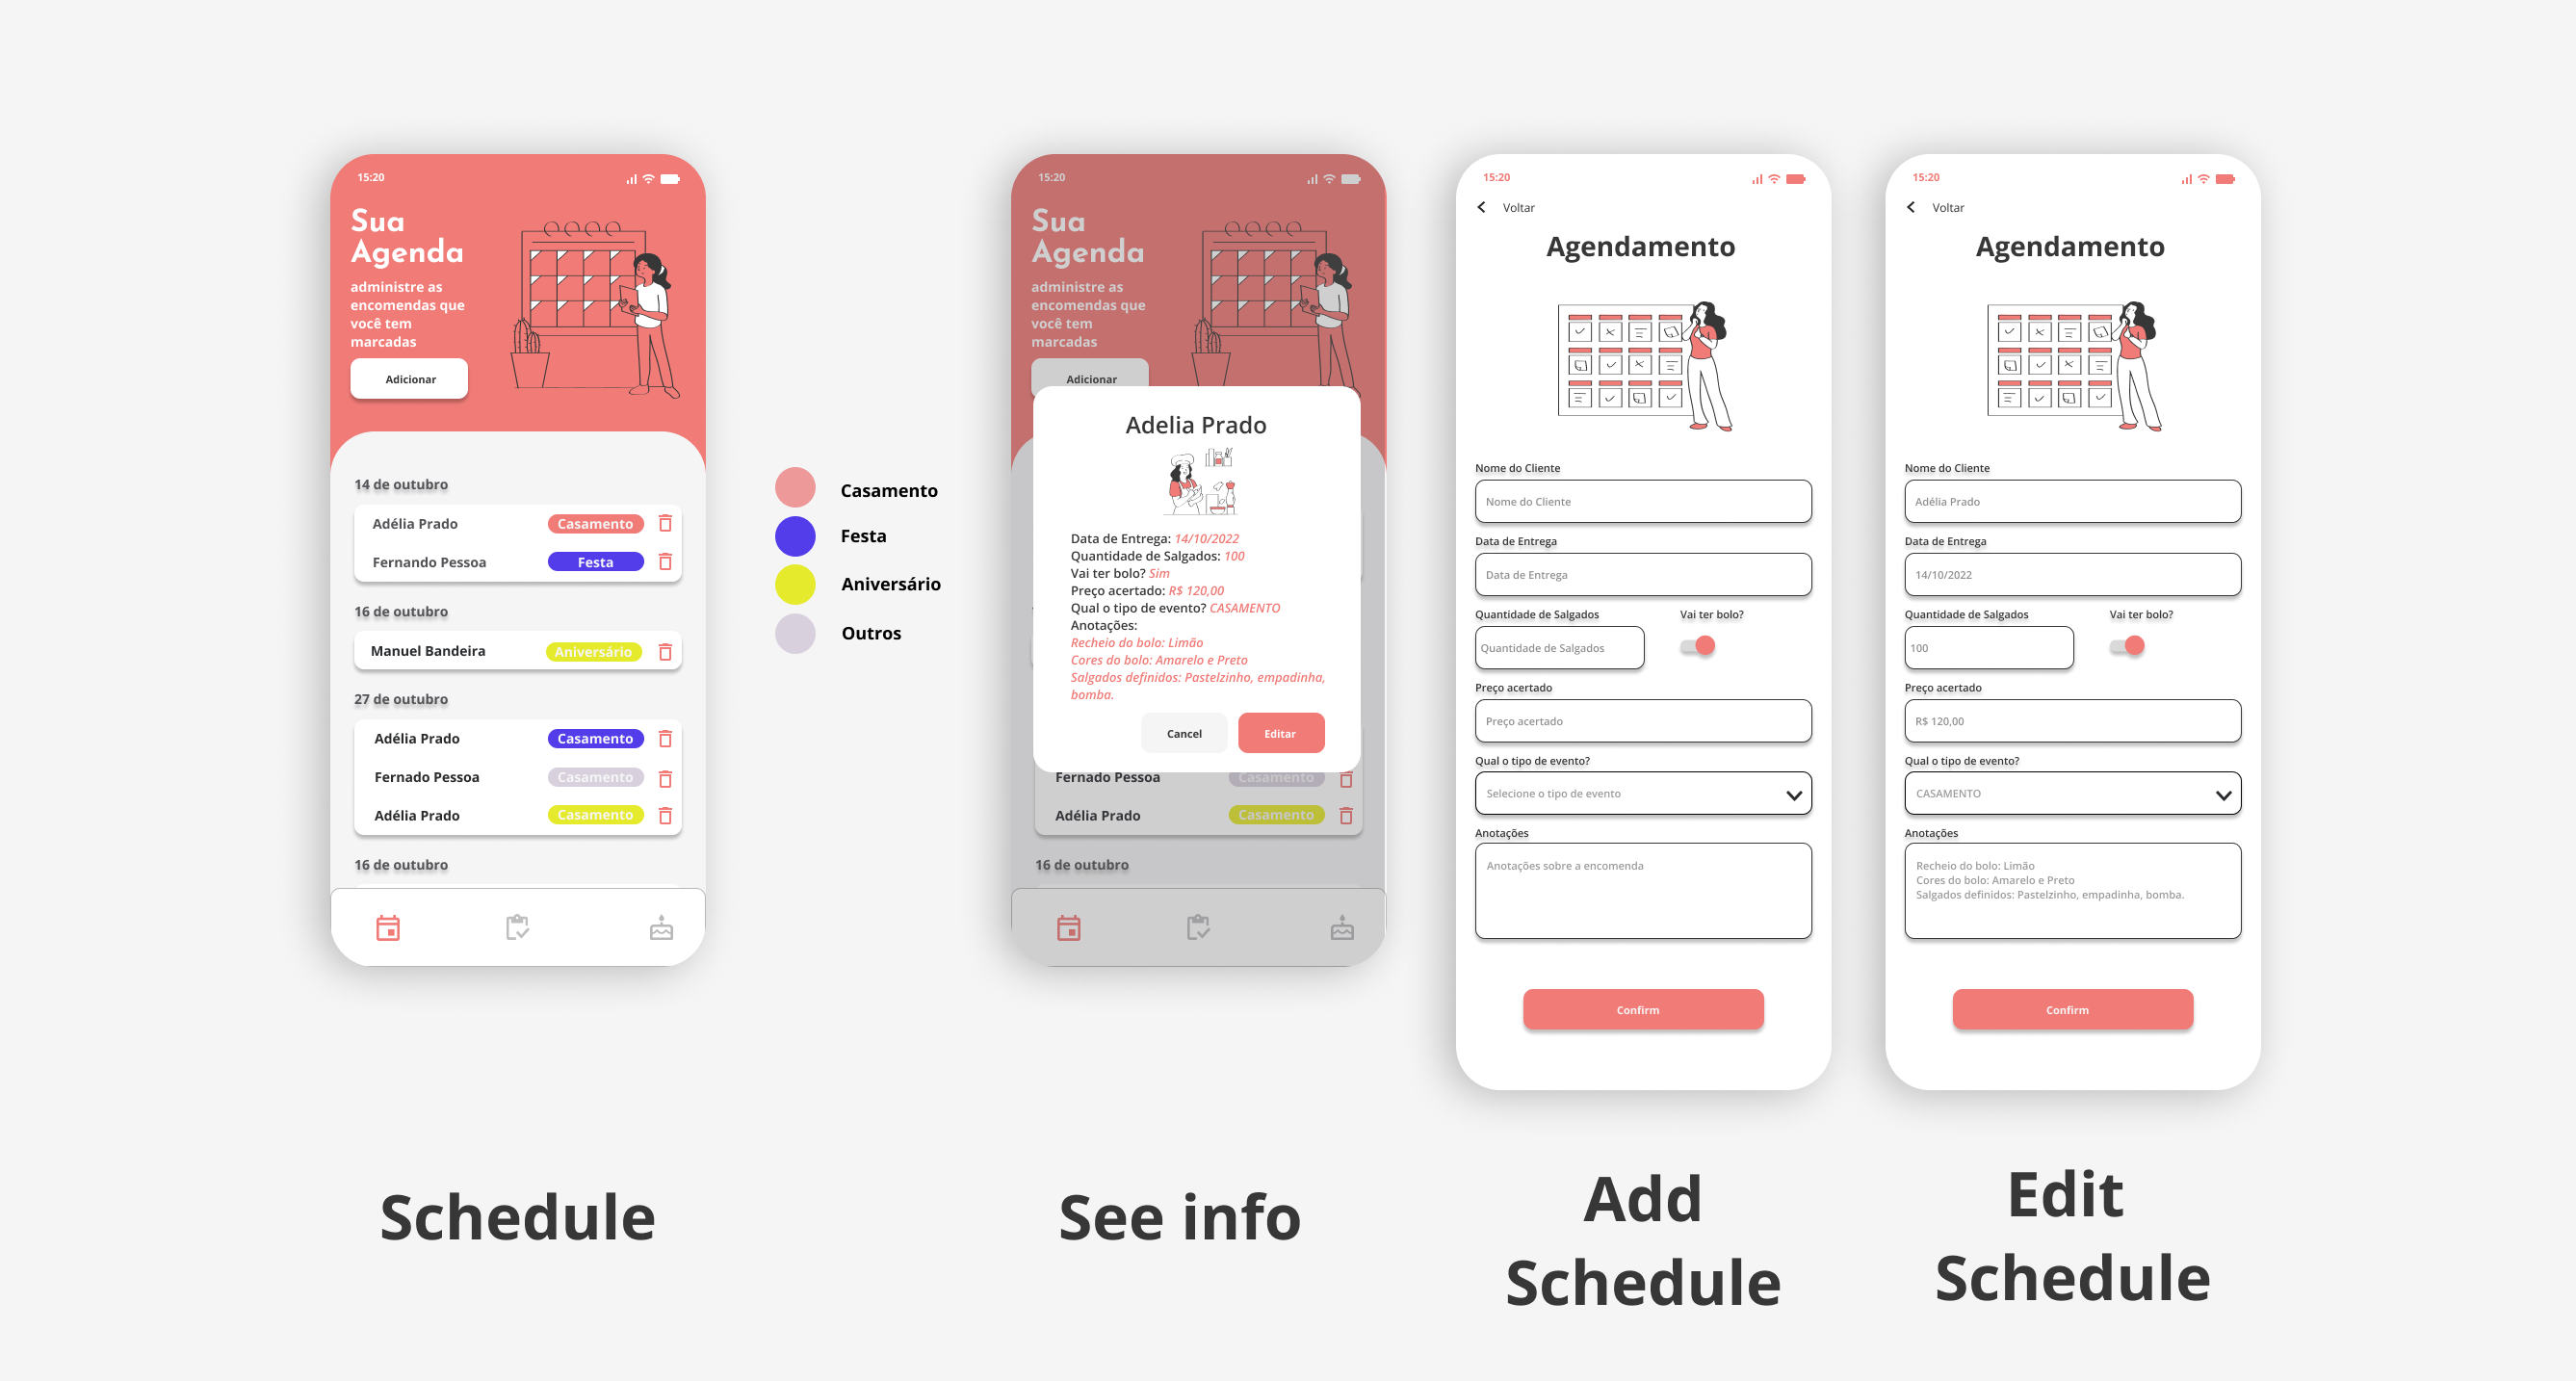 15:20
Sua
Agenda
administre as
encomendas que
você tem
marcadas
Adicionar
14 de outubro
Adélia Prado
Casamento
Fernando Pessoa
Festa
16 de outubro
Manuel Bandeira
Aniversário
27 de outubro
Adélia Prado
Casamento
Fernado Pessoa
Casamento
Adélia Prado
Casamento
16 de outubro
Schedule
Casamento
Festa
Aniversário
Outros
15:20
Sua
Agenda
administre as
encomendas que
você tem
marcadas
Adicionar
Adelia Prado
Data de Entrega: 14/10/2022
Quantidade de Salgados: 100
Vai ter bolo? Sim
Preço acertado: R$ 120,00
Qual o tipo de evento? CASAMENTO
Anotações:
Recheio do bolo: Limão
Cores do bolo: Amarelo e Preto
Salgados definidos: Pastelzinho, empadinha,
bomba.
Cancel
Editar
Fernado Pessoa
Casamento
Adélia Prado
Casamento
16 de outubro
See info
15:20
Voltar
Agendamento
Nome do Cliente
Nome do Cliente
Data de Entrega
Data de Entrega
Quantidade de Salgados
Vai ter bolo?
Quantidade de Salgados
Preço acertado
Preço acertado
Qual o tipo de evento?
Selecione o tipo de evento
Anotações
Anotações sobre a encomenda
Confirm
Add
Schedule
15:20
Voltar
Agendamento
Nome do Cliente
Adélia Prado
Data de Entrega
14/10/2022
Quantidade de Salgados
Vai ter bolo?
100
Preço acertado
R$ 120,00
Qual o tipo de evento?
CASAMENTO
Anotações
Recheio do bolo: Limão
Cores do bolo: Amarelo e Preto
Salgados definidos: Pastelzinho, empadinha, bomba.
Confirm
Edit
Schedule